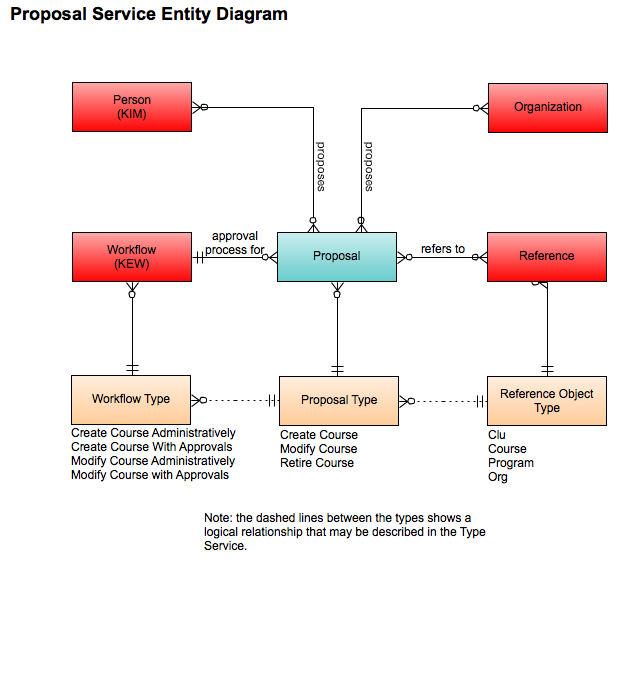 Proposal Service Entity Diagram
Person
(KIM)
Organization
proposes
proposes
Workflow
(KEW)
approval
process for
Proposal
refers to
Reference
Workflow Type
Proposal Type
Reference Object
Type
Create Course Administratively
Create Course With Approvals
Modify Course Administratively
Modify Course with Approvals
Create Course
Modify Course
Retire Course
Clu
Course
Program
Org
Note: the dashed lines between the types shows a
logical relationship that may be described in the Type
Service.